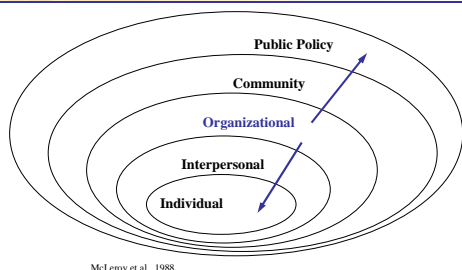 Public Policy
Community
Organizational
Interpersonal
Individual
McLeroy et al., 1988